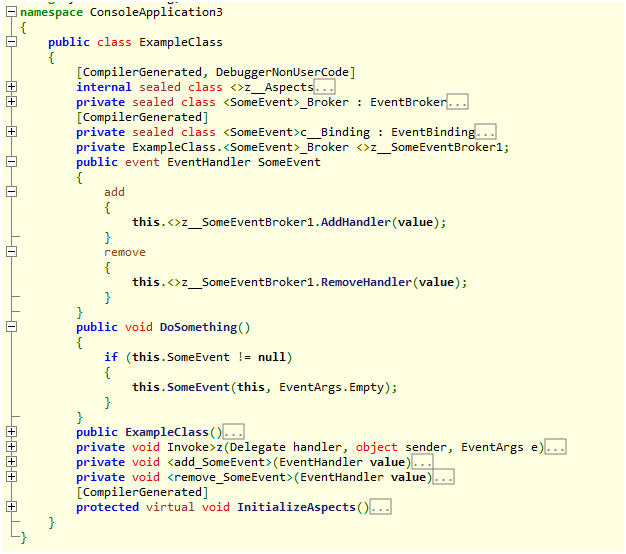 namespace ConsoleApplication3
{
public class ExampleClass
{
[CompilerGenerated, DebuggerNonUserCode]
internal sealed class <>z__Aspects...
private sealed class <SomeEvent>_Broker : EventBroker...
[CompilerGenerated]
private sealed class <SomeEvent>c__Binding : EventBinding...
private ExampleClass.<SomeEvent>_Broker <>z__SomeEventBroker1;
public event EventHandler SomeEvent
{
add
{
this.<>z__SomeEventBroker1.AddHandler(value);
}
remove
{
this.<>z__SomeEventBroker1.RemoveHandler(value);
}
}
public void DoSomething()
{
if (this.SomeEvent != null)
{
this.SomeEvent(this, EventArgs.Empty);
}
}
public ExampleClass()...
private void Invoke>z(Delegate handler, object sender, EventArgs e)...
private void <add_SomeEvent>(EventHandler value)...
private void <remove_SomeEvent>(EventHandler value)...
[CompilerGenerated]
protected virtual void InitializeAspects()...
}
}